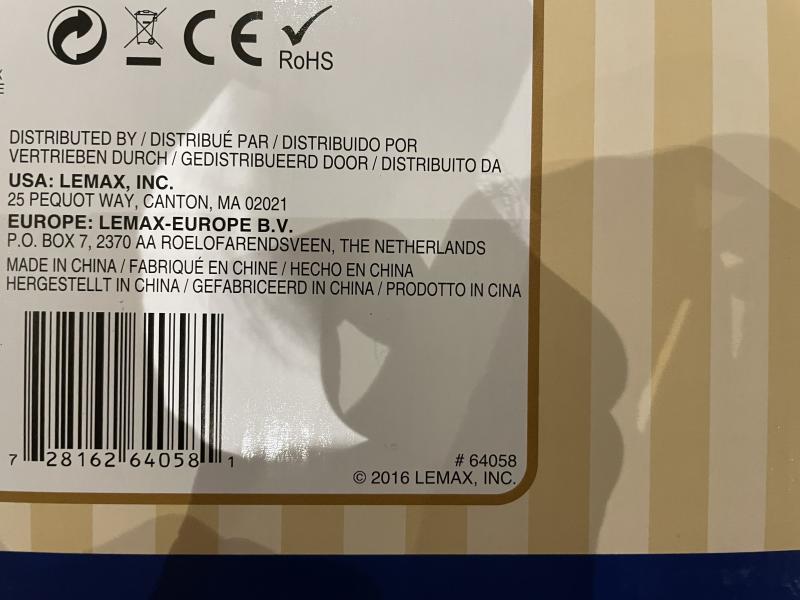 CE
RoHS
DISTRIBUTED BY / DISTRIBUÉ PAR / DISTRIBUIDO POR
VERTRIEBEN DURCH / GEDISTRIBUEERD DOOR / DISTRIBUITO DA
USA: LEMAX, INC.
25 PEQUOT WAY, CANTON, MA 02021
EUROPE: LEMAX-EUROPE B.V.
P.O. BOX 7, 2370 AA ROELOFARENDSVEEN, THE NETHERLANDS
MADE IN CHINA / FABRIQUÉ EN CHINE / HECHO EN CHINA
HERGESTELLT IN CHINA / GEFABRICEERD IN CHINA / PRODOTTO IN CINA
7 28162 64058 1
# 64058
© 2016 LEMAX, INC.